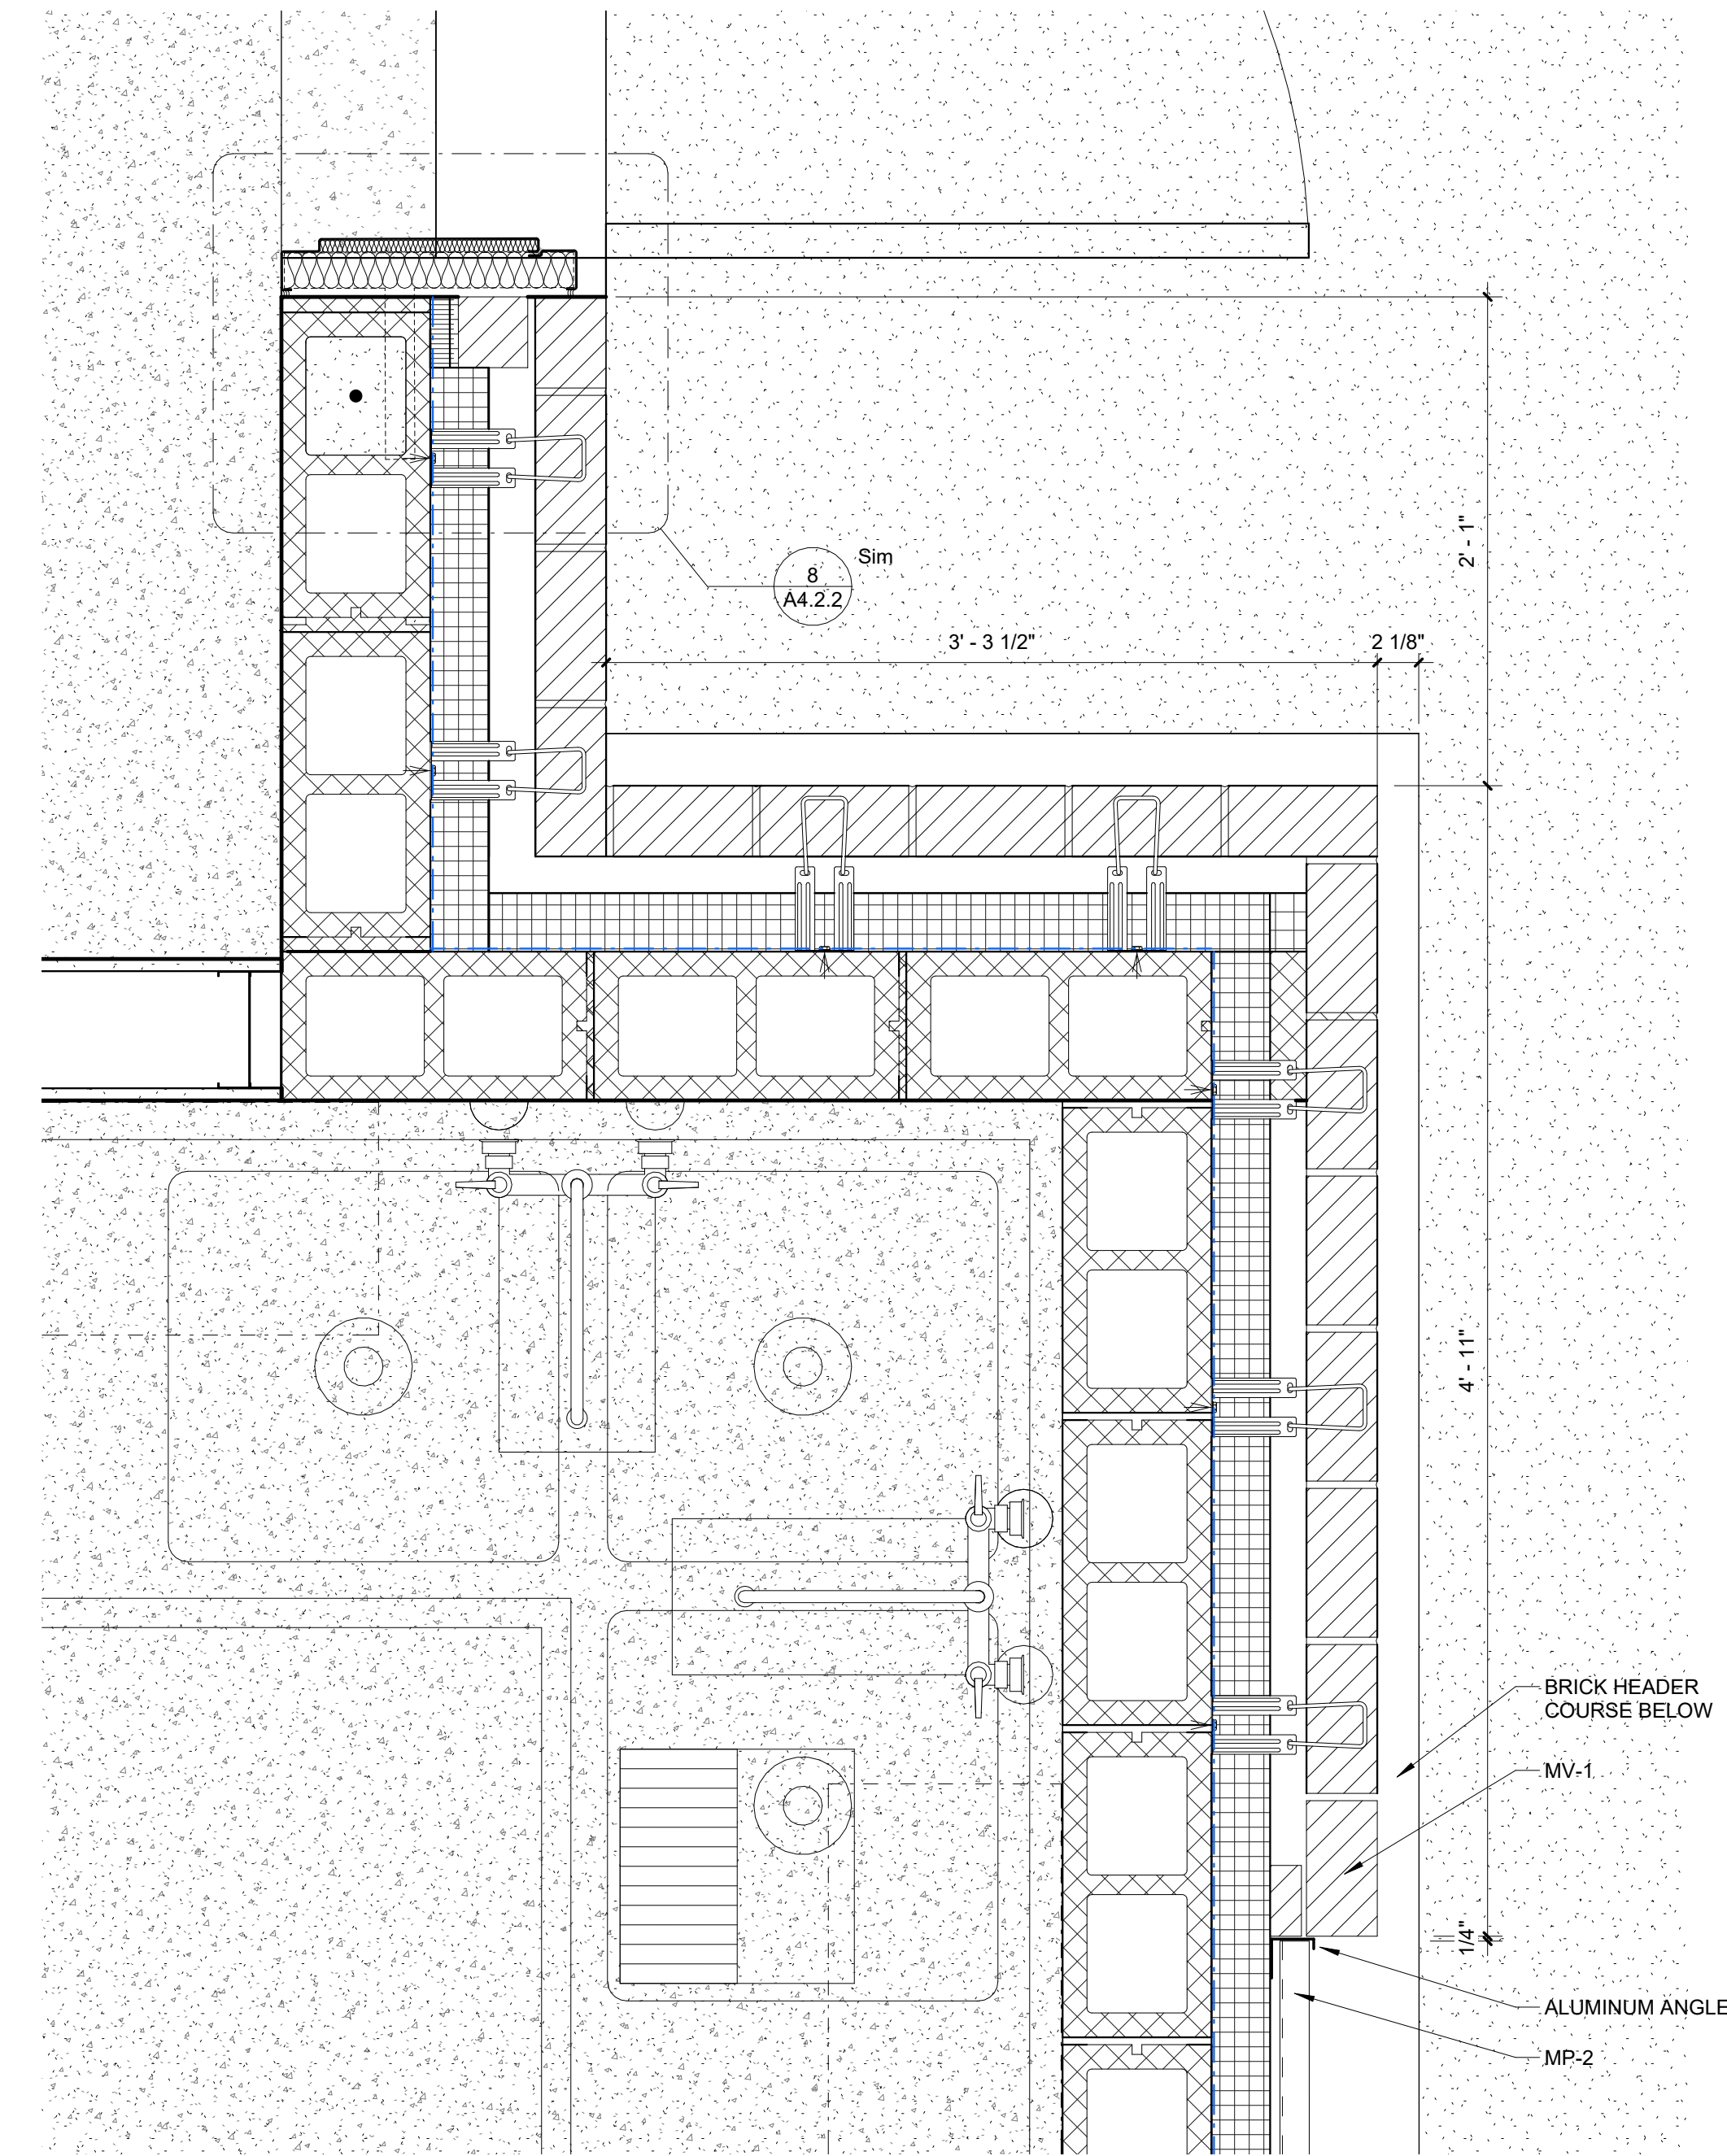 2' - 1"
Sim
8
A4.2.2
3' - 3 1/2"
2 1/8"
4' - 11"
BRICK HEADER
COURSE BELOW
MV-1
1/4"
ALUMINUM ANGLE
MP-2